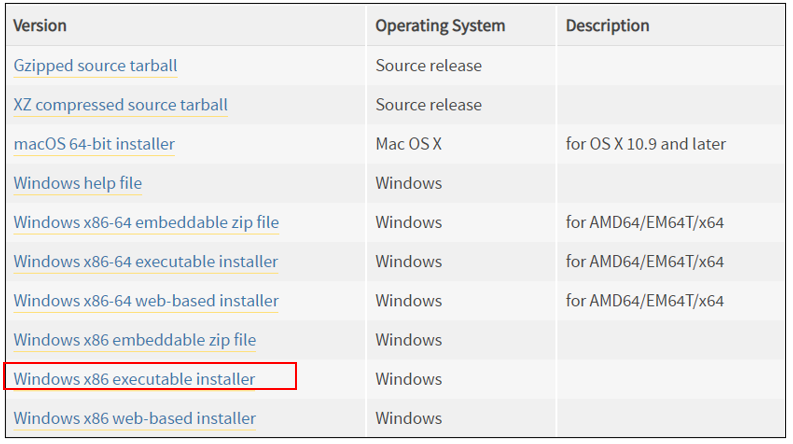 Version Operating System Description
Gzipped source tarball Source release
XZ compressed source tarball Source release
macOS 64-bit installer Mac OS X for OS X 10.9 and later
Windows help file Windows
Windows x86-64 embeddable zip file Windows for AMD64/EM64T/x64
Windows x86-64 executable installer Windows for AMD64/EM64T/x64
Windows x86-64 web-based installer Windows for AMD64/EM64T/x64
Windows x86 embeddable zip file Windows
Windows x86 executable installer Windows
Windows x86 web-based installer Windows